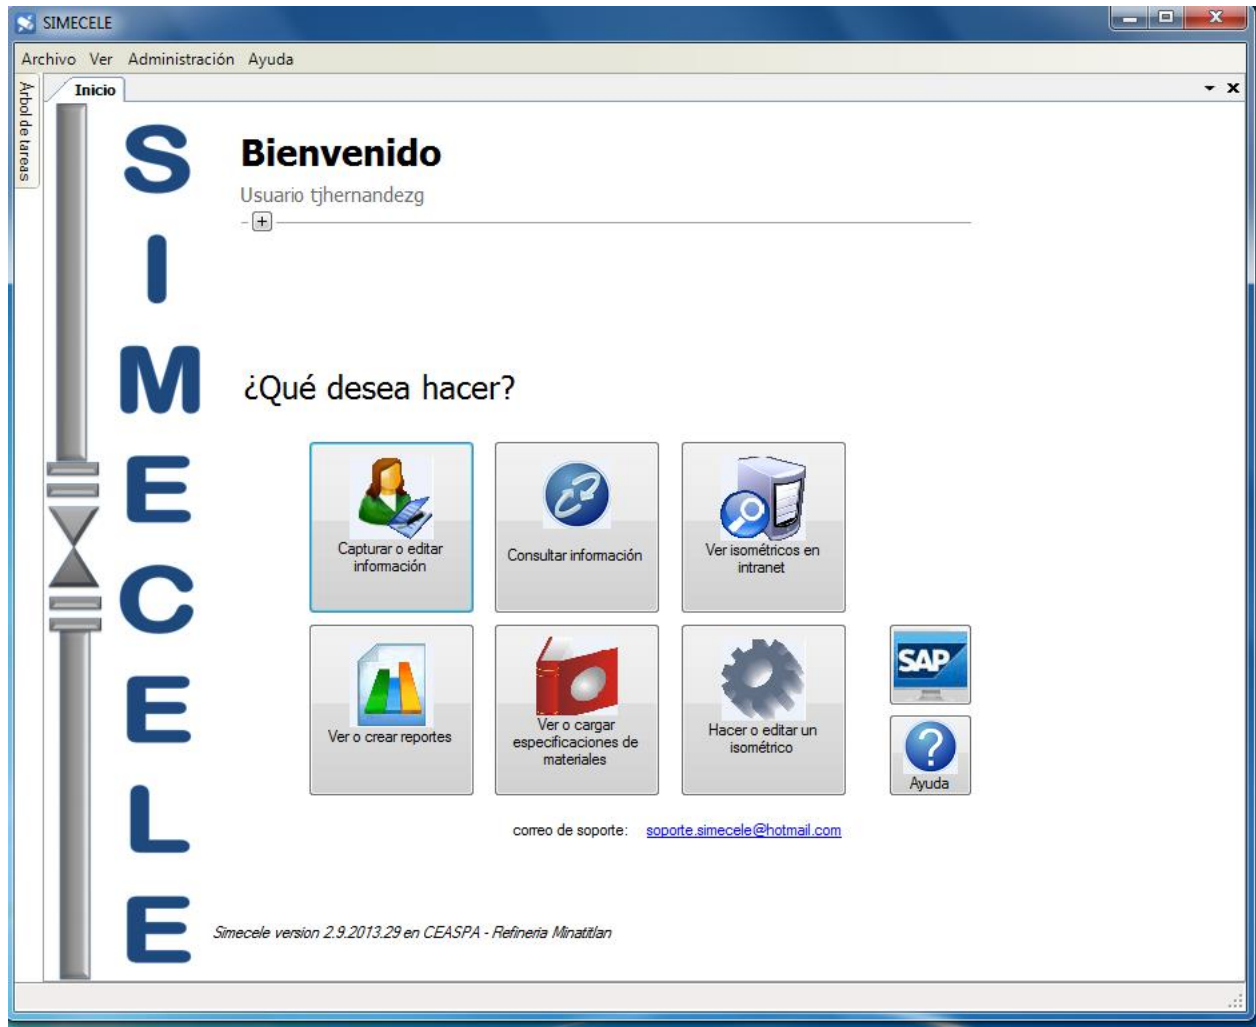 SIMECELE
Archivo Ver Administración Ayuda
Árbol de tareas
Inicio
S
I
M
E
C
E
L
E
Bienvenido
Usuario tjhernandezg
¿Qué desea hacer?
Capturar o editar
información
Consultar información
Ver isométricos en
intranet
Ver o crear reportes
Ver o cargar
especificaciones de
materiales
Hacer o editar un
isométrico
SAP
Ayuda
correo de soporte: soporte.simecele@hotmail.com
Simecele version 2.9.2013.29 en CEASPA - Refineria Minatitlan